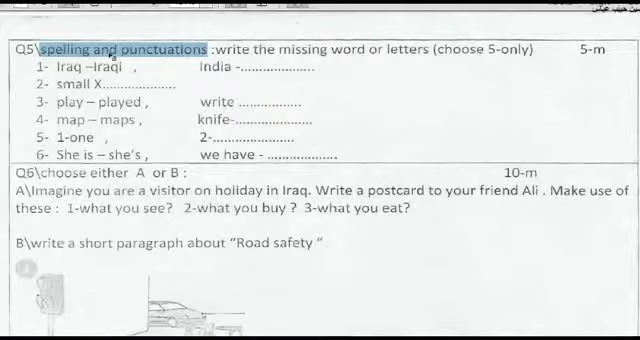 Q5\spelling and punctuations :write the missing word or letters (choose 5-only) 5-m
1- Iraq –Iraqi , India -...................
2- small X...................
3- play – played , write ................
4- map – maps , knife-....................
5- 1-one , 2-.....................
6- She is – she's , we have - ..................
Q6\choose either A or B : 10-m
A\Imagine you are a visitor on holiday in Iraq. Write a postcard to your friend Ali . Make use of
these : 1-what you see? 2-what you buy ? 3-what you eat?
B\write a short paragraph about "Road safety "